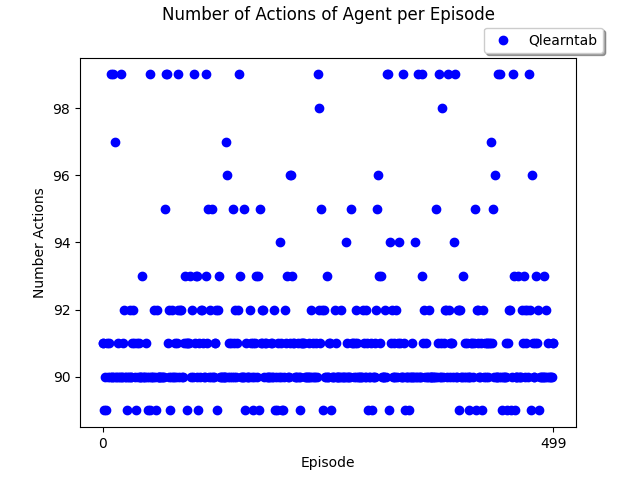 Number of Actions of Agent per Episode
Qlearntab
98
96
94
92
90
Number Actions
0
499
Episode